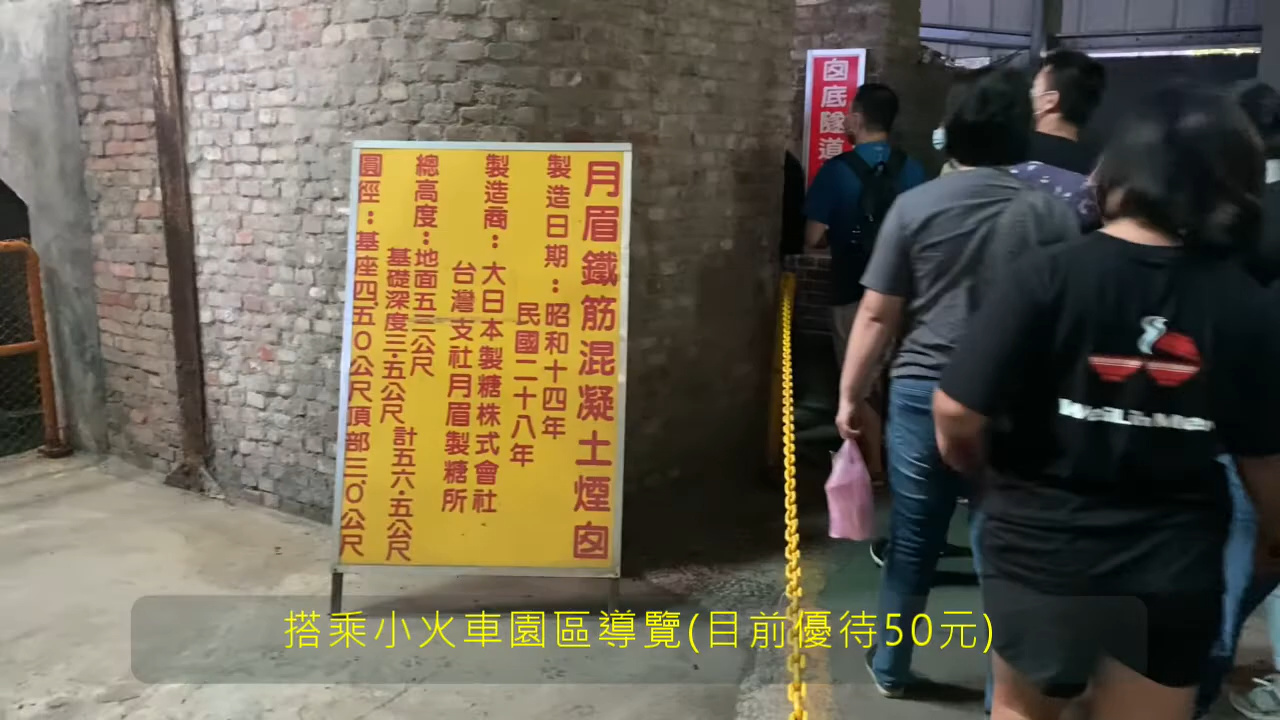 月眉鐵筋混凝土煙囪
製造日期：昭和十四年
民國二十八年
製造商：大日本製糖株式會社
台灣支社月眉製糖所
總高度：地面五三公尺
基礎深度三·五公尺 計五六·五公尺
圓徑：基座四.五〇公尺頂部三.〇公尺
囪底隧道
搭乘小火車園區導覽(目前優待50元)